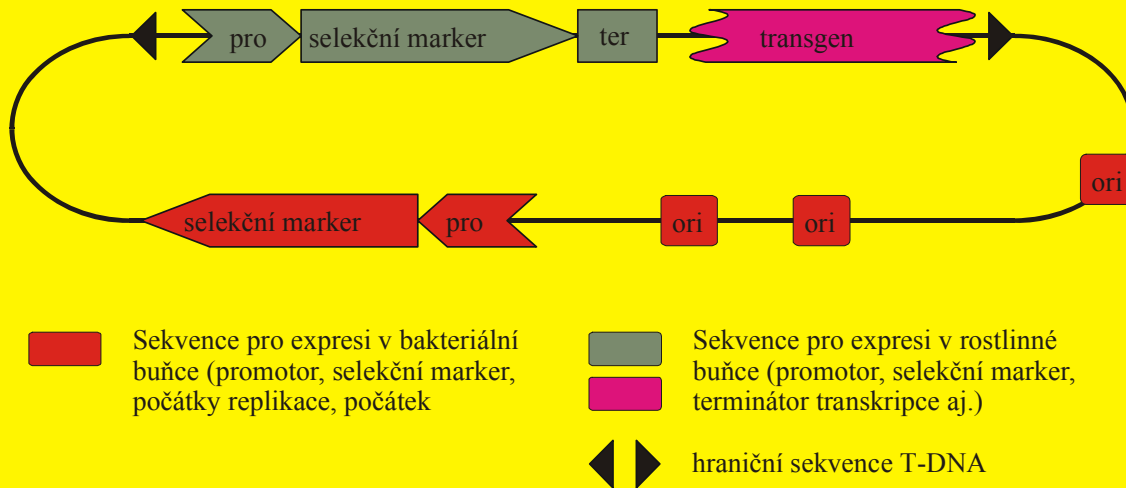 pro selekční marker ter transgen
ori
selekční marker pro ori ori
Sekvence pro expresi v bakteriální
buňce (promotor, selekční marker,
počátky replikace, počátek
Sekvence pro expresi v rostlinné
buňce (promotor, selekční marker,
terminátor transkripce aj.)
hraniční sekvence T-DNA